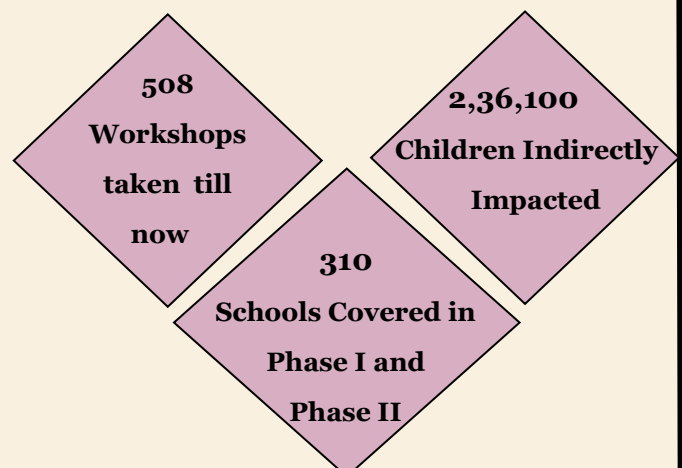 508
Workshops
taken till
now
2,36,100
Children Indirectly
Impacted
310
Schools Covered in
Phase I and
Phase II